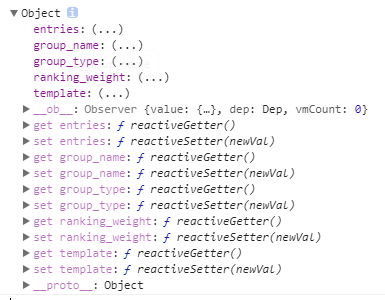 Object
entries: (...)
group_name: (...)
group_type: (...)
ranking_weight: (...)
template: (...)
__ob__: Observer {value: {…}, dep: Dep, vmCount: 0}
get entries: ƒ reactiveGetter()
set entries: ƒ reactiveSetter(newVal)
get group_name: ƒ reactiveGetter()
set group_name: ƒ reactiveSetter(newVal)
get group_type: ƒ reactiveGetter()
set group_type: ƒ reactiveSetter(newVal)
get ranking_weight: ƒ reactiveGetter()
set ranking_weight: ƒ reactiveSetter(newVal)
get template: ƒ reactiveGetter()
set template: ƒ reactiveSetter(newVal)
__proto__: Object